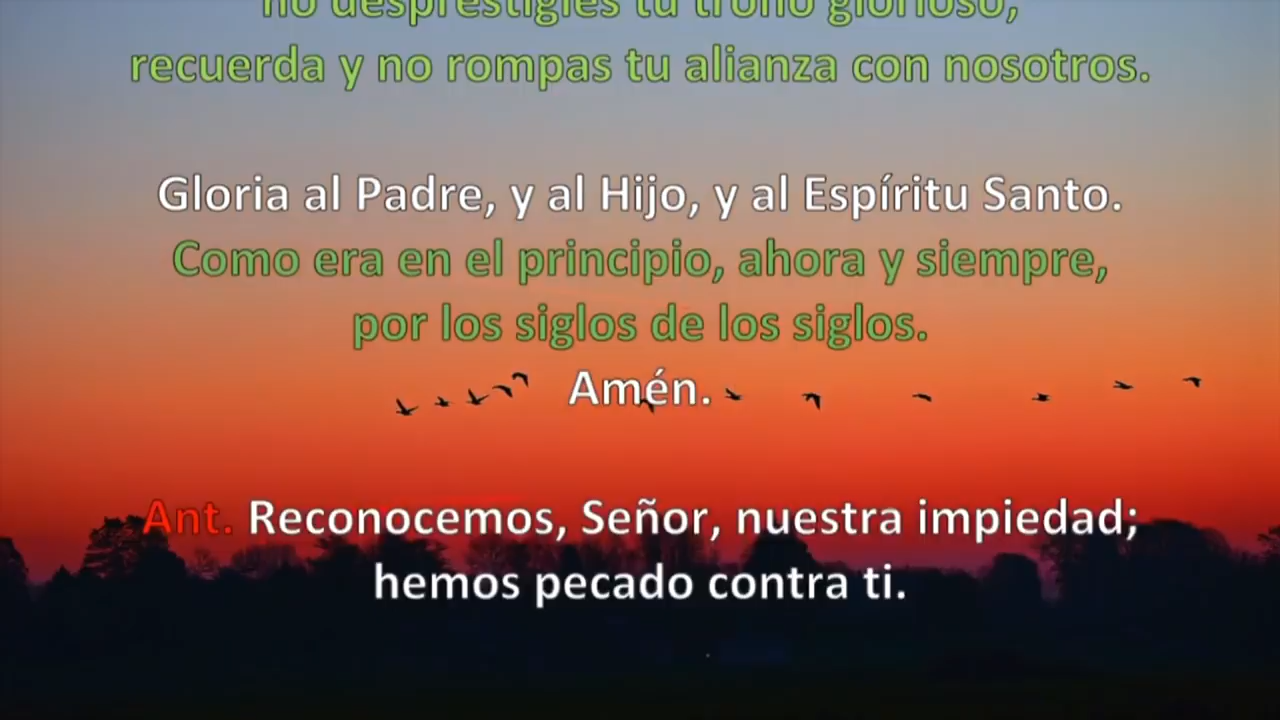 no desprestigies tu trono glorioso,
recuerda y no rompas tu alianza con nosotros.
Gloria al Padre, y al Hijo, y al Espíritu Santo.
Como era en el principio, ahora y siempre,
por los siglos de los siglos.
Amén.
Ant. Reconocemos, Señor, nuestra impiedad;
hemos pecado contra ti.